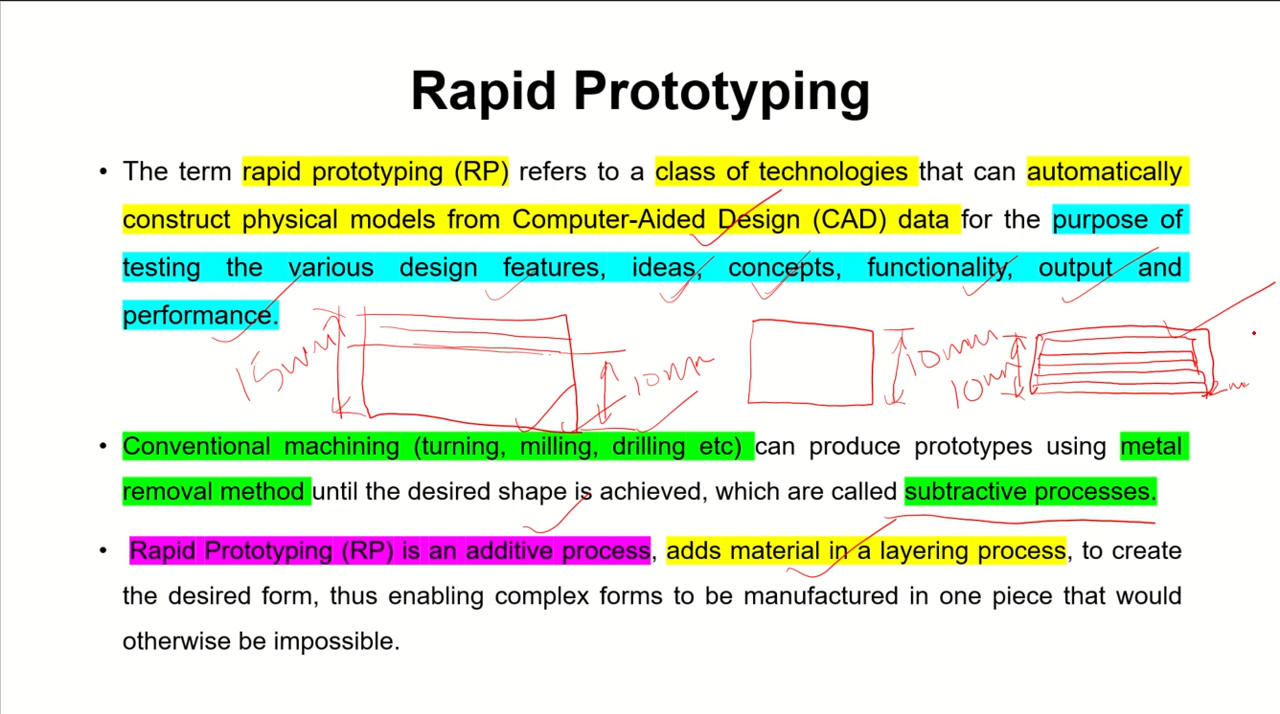 Rapid Prototyping
• The term rapid prototyping (RP) refers to a class of technologies that can automatically
construct physical models from Computer-Aided Design (CAD) data for the purpose of
testing the various design features, ideas, concepts, functionality, output and
performance.
15mm
10mm
10mm
10mm
• Conventional machining (turning, milling, drilling etc) can produce prototypes using metal
removal method until the desired shape is achieved, which are called subtractive processes.
• Rapid Prototyping (RP) is an additive process, adds material in a layering process, to create
the desired form, thus enabling complex forms to be manufactured in one piece that would
otherwise be impossible.